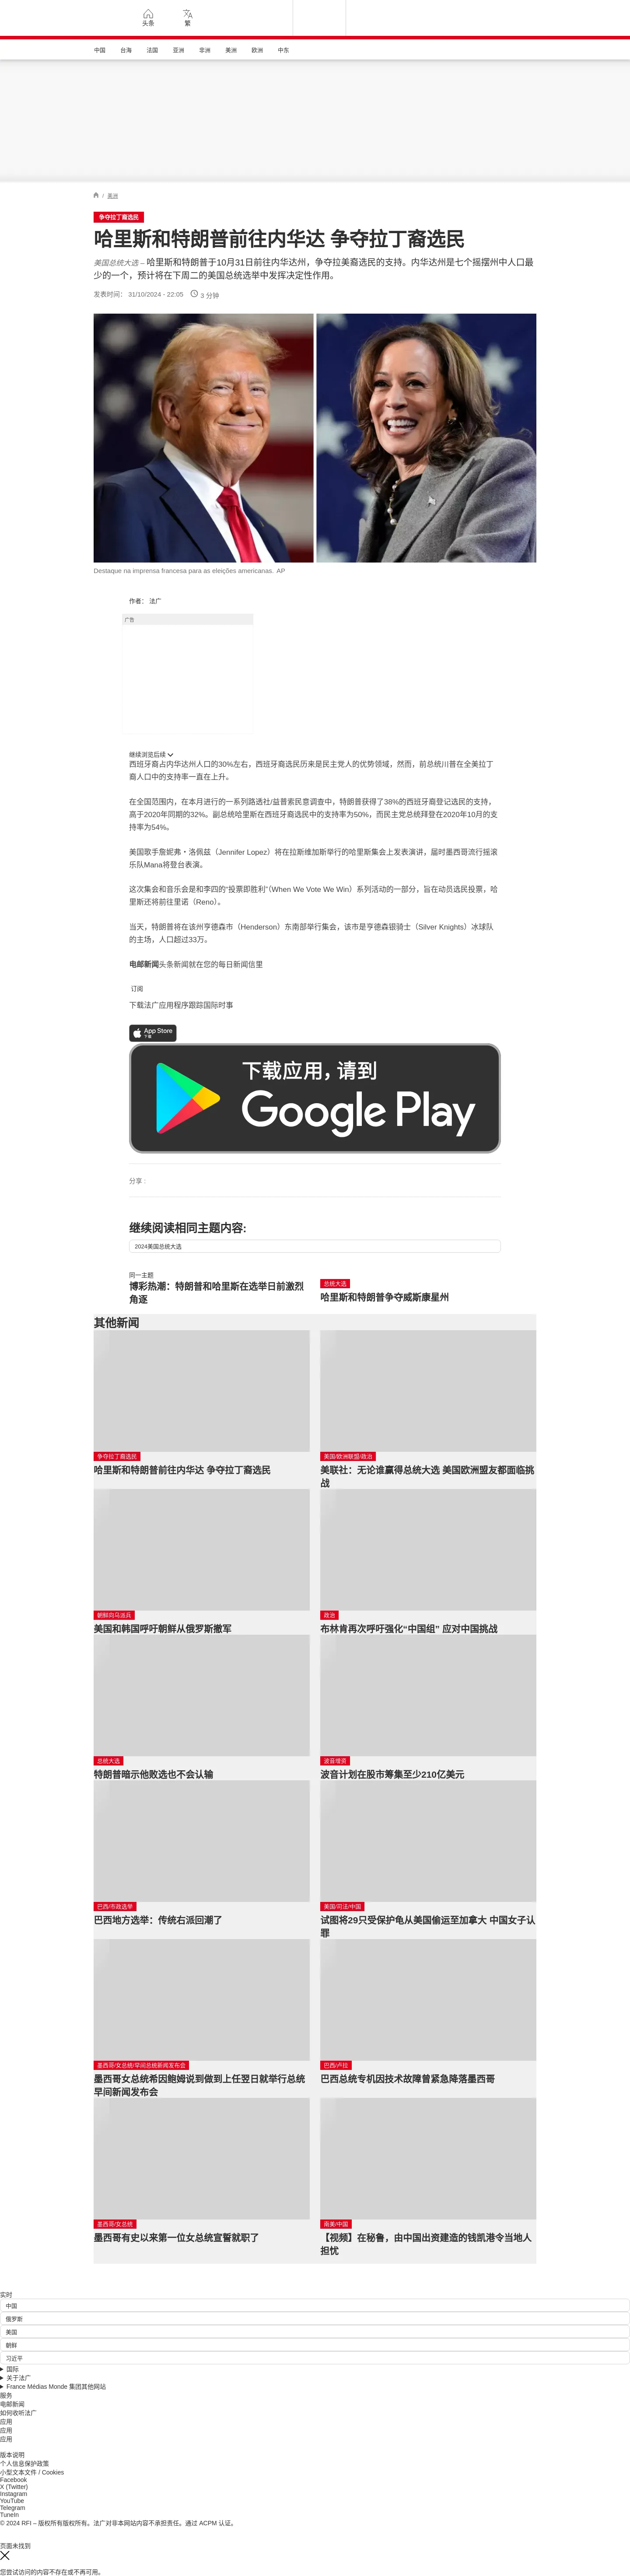 头条
繁
中国 台海 法国 亚洲 非洲 美洲 欧洲 中东
/ 美洲
争夺拉丁裔选民
哈里斯和特朗普前往内华达 争夺拉丁裔选民
美国总统大选 – 哈里斯和特朗普于10月31日前往内华达州，争夺拉美裔选民的支持。内华达州是七个摇摆州中人口最
少的一个，预计将在下周二的美国总统选举中发挥决定性作用。
发表时间： 31/10/2024 - 22:05 3 分钟
Destaque na imprensa francesa para as eleições americanas. AP
作者： 法广
广告
继续浏览后续
西班牙裔占内华达州人口的30%左右，西班牙裔选民历来是民主党人的优势领域，然而，前总统川普在全美拉丁
裔人口中的支持率一直在上升。
在全国范围内，在本月进行的一系列路透社/益普索民意调查中，特朗普获得了38%的西班牙裔登记选民的支持，
高于2020年同期的32%。副总统哈里斯在西班牙裔选民中的支持率为50%，而民主党总统拜登在2020年10月的支
持率为54%。
美国歌手詹妮弗・洛佩兹（Jennifer Lopez）将在拉斯维加斯举行的哈里斯集会上发表演讲，届时墨西哥流行摇滚
乐队Mana将登台表演。
这次集会和音乐会是和李四的“投票即胜利”（When We Vote We Win）系列活动的一部分，旨在动员选民投票，哈
里斯还将前往里诺（Reno）。
当天，特朗普将在该州亨德森市（Henderson）东南部举行集会，该市是亨德森银骑士（Silver Knights）冰球队
的主场，人口超过33万。
电邮新闻头条新闻就在您的每日新闻信里
订阅
下载法广应用程序跟踪国际时事
App Store
下载
下载应用，请到
Google Play
分享 :
继续阅读相同主题内容:
2024美国总统大选
同一主题
博彩热潮：特朗普和哈里斯在选举日前激烈
角逐
总统大选
哈里斯和特朗普争夺威斯康星州
其他新闻
争夺拉丁裔选民
哈里斯和特朗普前往内华达 争夺拉丁裔选民
美国/欧洲联盟/政治
美联社：无论谁赢得总统大选 美国欧洲盟友都面临挑
战
朝鲜向乌派兵
美国和韩国呼吁朝鲜从俄罗斯撤军
政治
布林肯再次呼吁强化“中国组” 应对中国挑战
总统大选
特朗普暗示他败选也不会认输
波音增资
波音计划在股市筹集至少210亿美元
巴西/市政选举
巴西地方选举：传统右派回潮了
美国/司法/中国
试图将29只受保护龟从美国偷运至加拿大 中国女子认
罪
墨西哥/女总统/早间总统新闻发布会
墨西哥女总统希因鲍姆说到做到上任翌日就举行总统
早间新闻发布会
巴西/卢拉
巴西总统专机因技术故障曾紧急降落墨西哥
墨西哥/女总统
墨西哥有史以来第一位女总统宣誓就职了
南美/中国
【视频】在秘鲁，由中国出资建造的钱凯港令当地人
担忧
实时
中国
俄罗斯
美国
朝鲜
习近平
国际
关于法广
France Médias Monde 集团其他网站
服务
电邮新闻
如何收听法广
应用
应用
应用
版本说明
个人信息保护政策
小型文本文件 / Cookies
Facebook
X (Twitter)
Instagram
YouTube
Telegram
TuneIn
© 2024 RFI – 版权所有版权所有。法广对非本网站内容不承担责任。通过 ACPM 认证。
页面未找到
您尝试访问的内容不存在或不再可用。